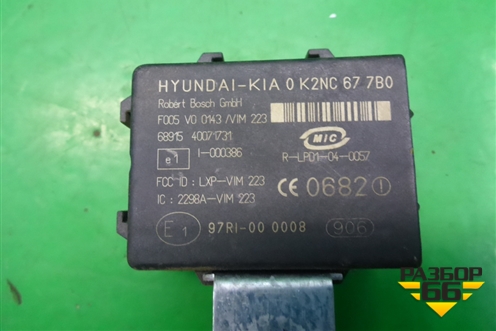 HYUNDAI-KIA 0 K2NC 67 7B0
Robért Bosch GmbH
F005 V0 0143 /VIM 223
68915 40071731
MIC
e1 I-000386
R-LPD1-04-0057
FCC ID : LXP-VIM 223
CE 0682 !
IC : 2298A-VIM 223
E1 97RI-00 0008 906
РАЗБОР
66